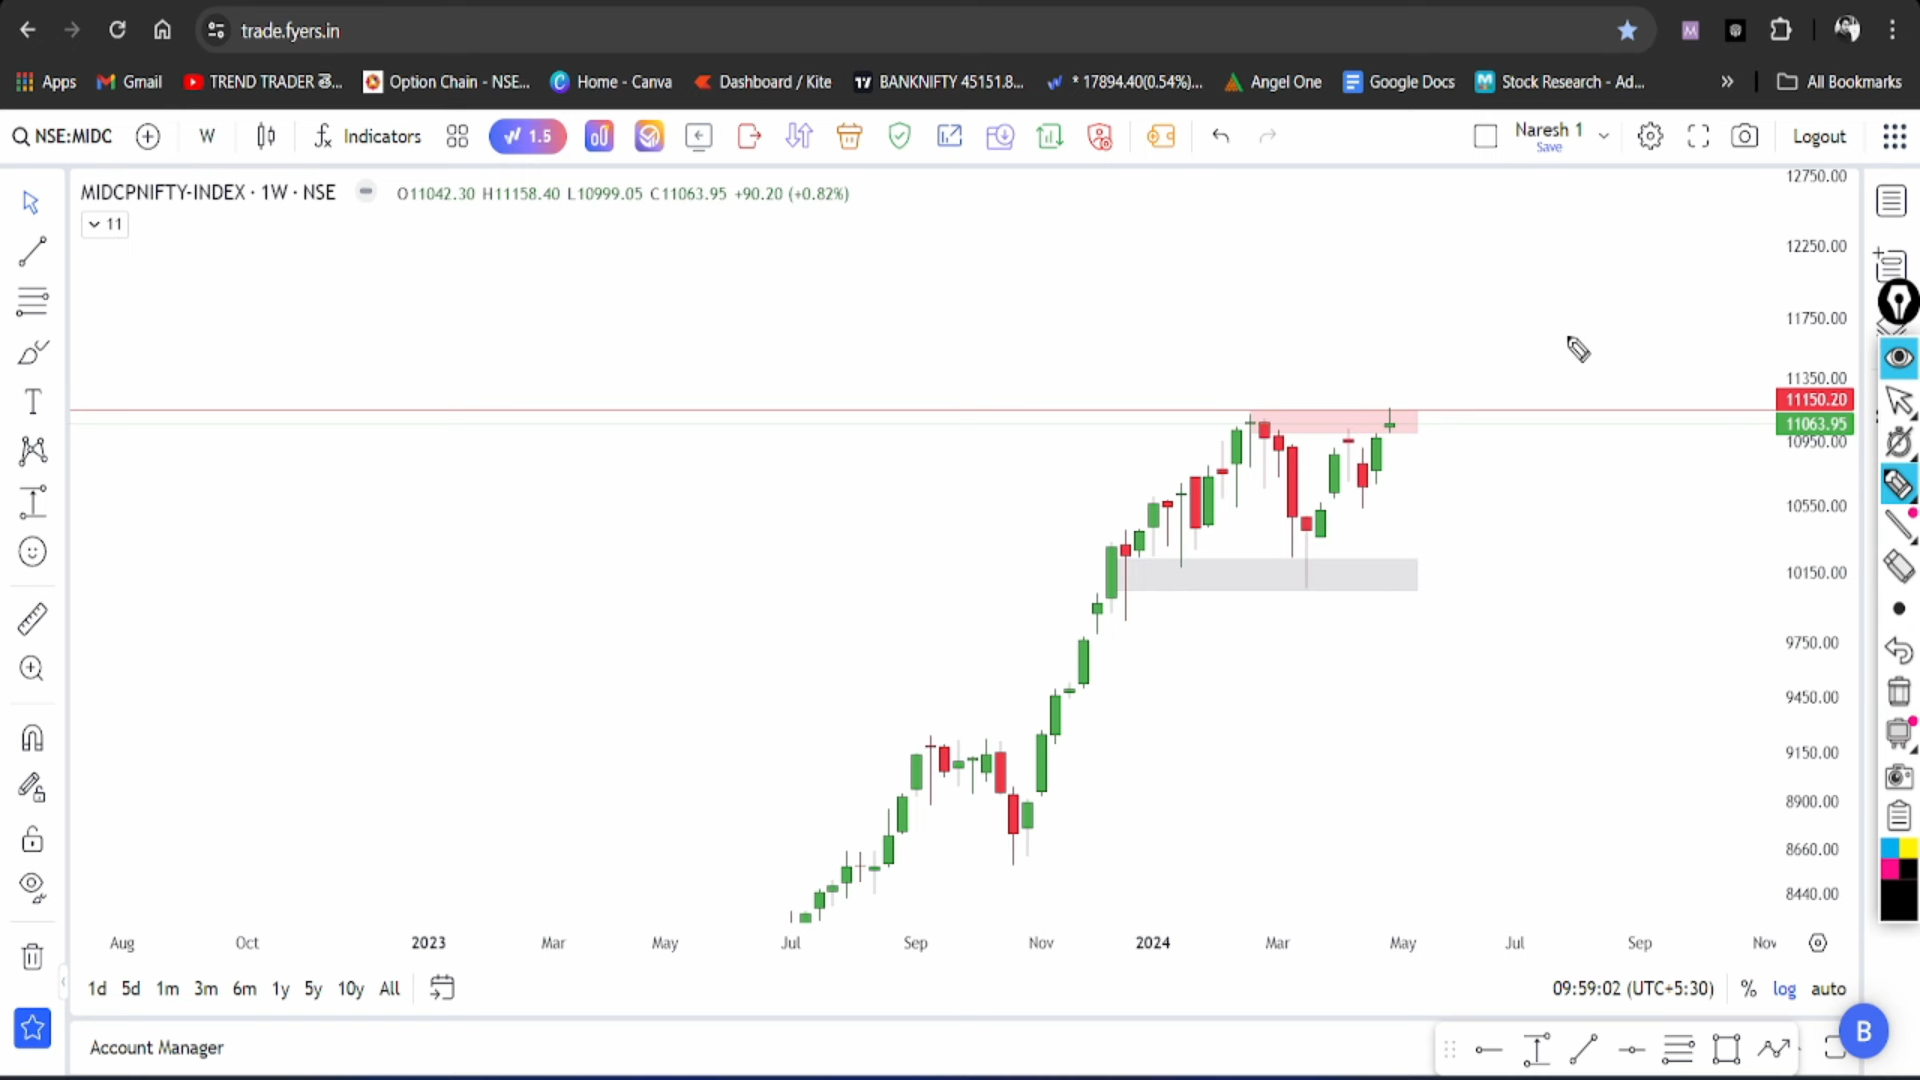 trade.fyers.in
Apps Gmail TREND TRADER Option Chain - NSE... Home - Canva Dashboard / Kite BANKNIFTY 45151.8... * 17894.40(0.54%)... Angel One Google Docs Stock Research - Ad... » All Bookmarks
NSE:MIDC W Indicators 1.5 Naresh 1 Logout
Save
MIDCPNIFTY-INDEX · 1W · NSE O11042.30 H11158.40 L10999.05 C11063.95 +90.20 (+0.82%)
11
12750.00
12250.00
11750.00
11350.00
11150.20
11063.95
10950.00
10550.00
10150.00
9750.00
9450.00
9150.00
8900.00
8660.00
8440.00
Aug Oct 2023 Mar May Jul Sep Nov 2024 Mar May Jul Sep Nov
1d 5d 1m 3m 6m 1y 5y 10y All 09:59:02 (UTC+5:30) % log auto
Account Manager
B